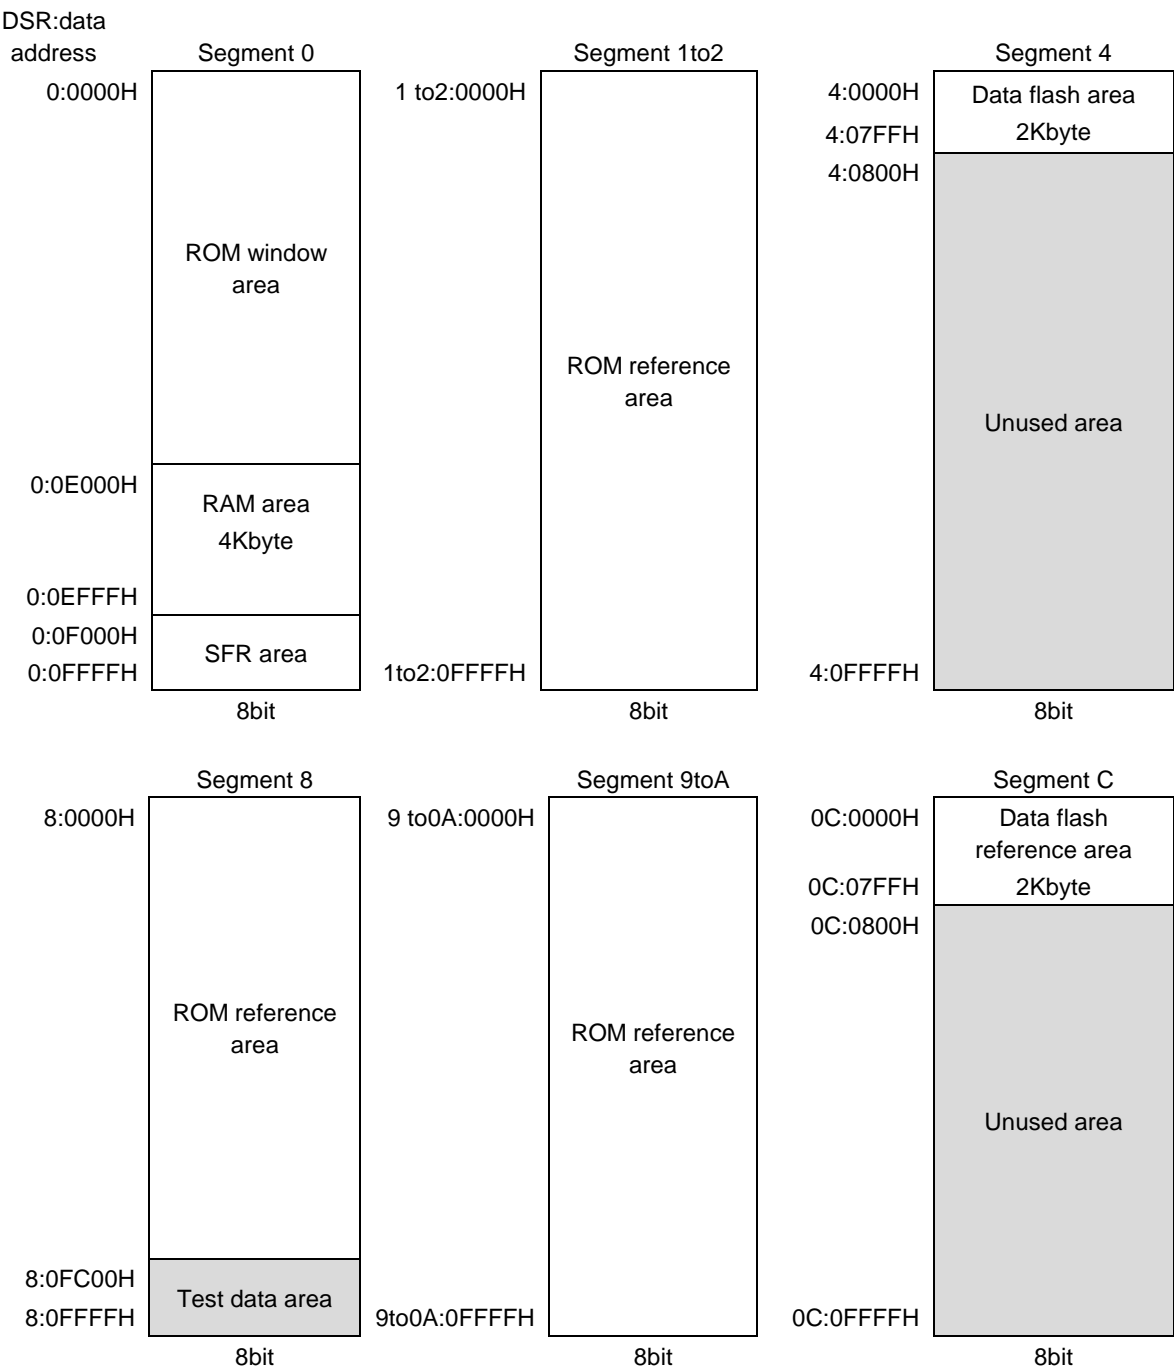 DSR:data
address
Segment 0
0:0000H
ROM window
area
0:0E000H
RAM area
4Kbyte
0:0EFFFH
0:0F000H
SFR area
0:0FFFFH
8bit
Segment 1to2
1 to2:0000H
ROM reference
area
1to2:0FFFFH
8bit
Segment 4
4:0000H
Data flash area
4:07FFH
2Kbyte
4:0800H
Unused area
4:0FFFFH
8bit
Segment 8
8:0000H
ROM reference
area
8:0FC00H
Test data area
8:0FFFFH
8bit
Segment 9toA
9 to0A:0000H
ROM reference
area
9to0A:0FFFFH
8bit
Segment C
0C:0000H
Data flash
reference area
0C:07FFH
2Kbyte
0C:0800H
Unused area
0C:0FFFFH
8bit